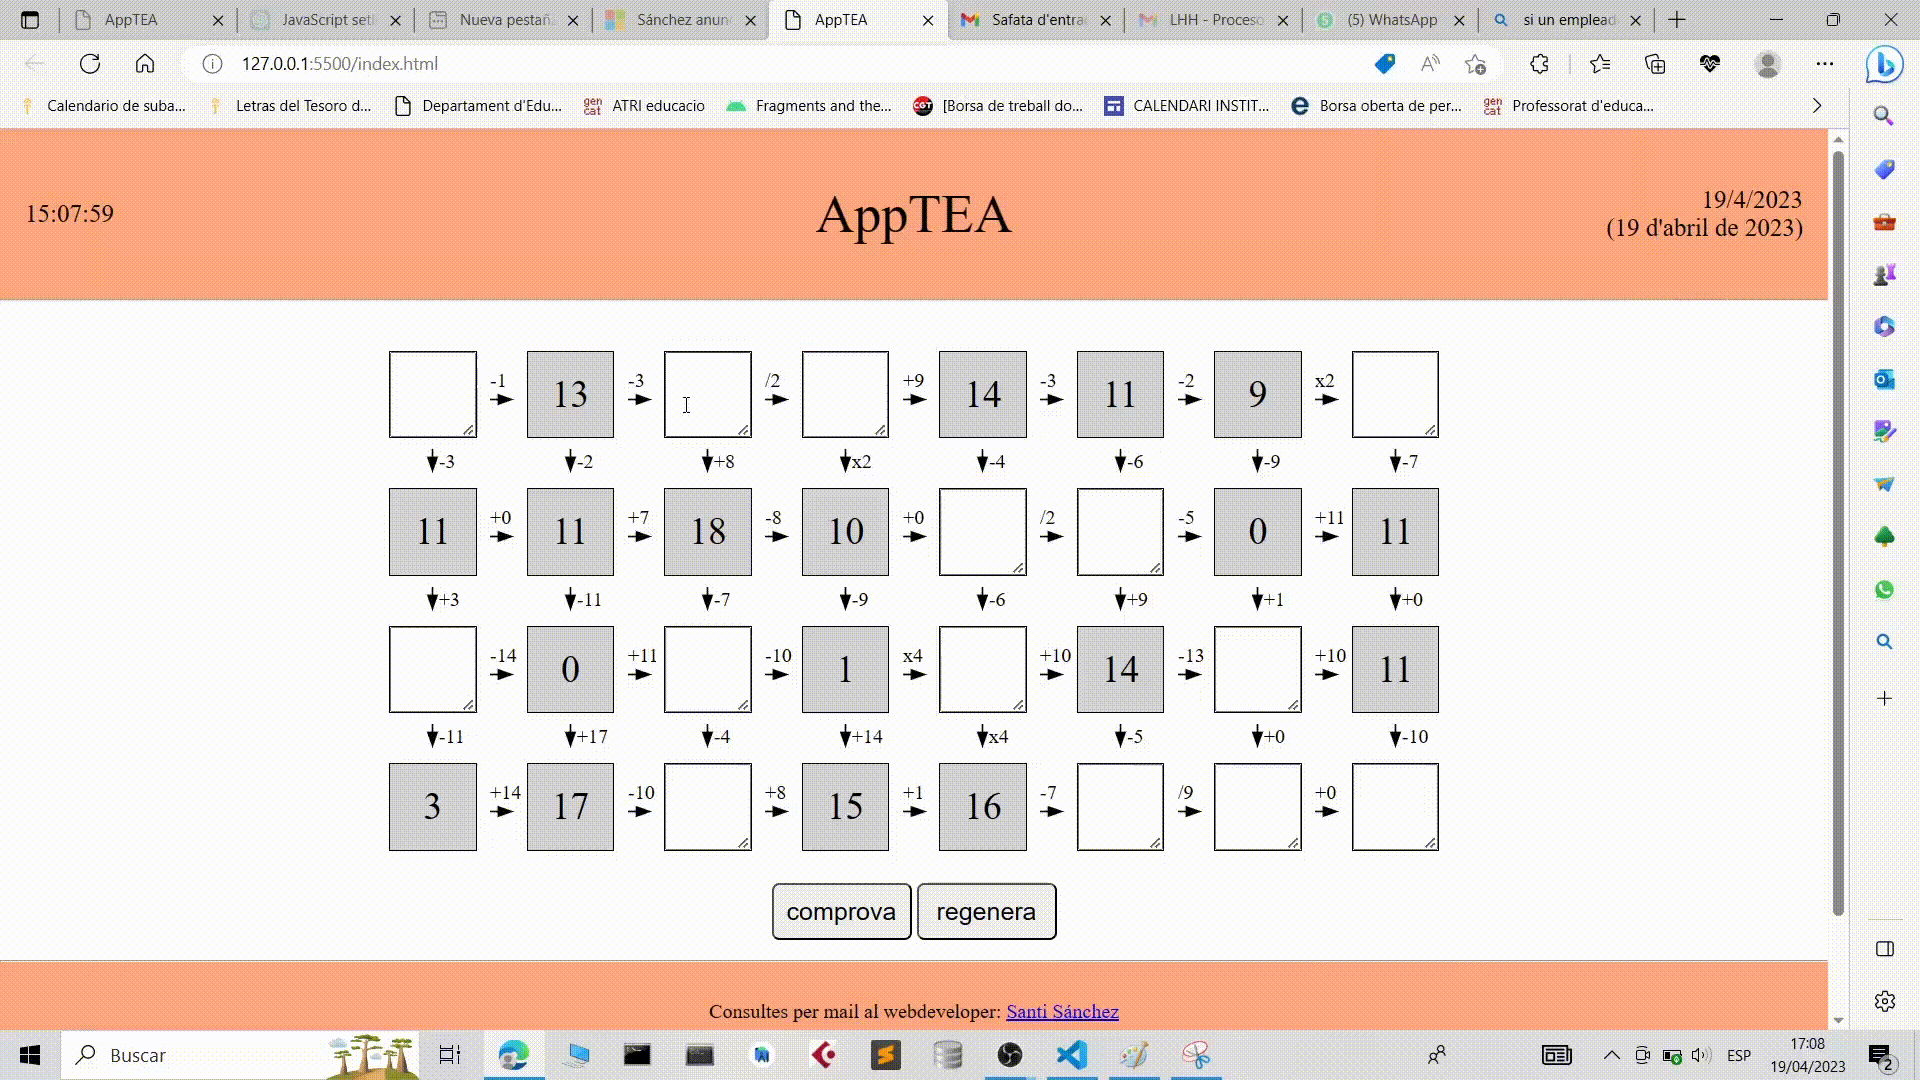 AppTEA
JavaScript setI
Nueva pestaña
Sánchez anun
AppTEA
Safata d'entra
LHH - Proceso
(5) WhatsApp
si un emplead
127.0.0.1:5500/index.html
Calendario de suba...
Letras del Tesoro d...
Departament d'Edu...
gen cat
ATRI educacio
Fragments and the...
CGT
[Borsa de treball do...
CALENDARI INSTIT...
Borsa oberta de per...
gen cat
Professorat d'educa...
15:07:59
AppTEA
19/4/2023
(19 d'abril de 2023)
-1 13 -3 /2 +9 14 -3 11 -2 9 x2
-3 -2 +8 x2 -4 -6 -9 -7
11 +0 11 +7 18 -8 10 +0 /2 -5 0 +11 11
+3 -11 -7 -9 -6 +9 +1 +0
-14 0 +11 -10 1 x4 +10 14 -13 +10 11
-11 +17 -4 +14 x4 -5 +0 -10
3 +14 17 -10 +8 15 +1 16 -7 /9 +0
comprova
regenera
Consultes per mail al webdeveloper: Santi Sánchez
Buscar
ESP
17:08
19/04/2023
2